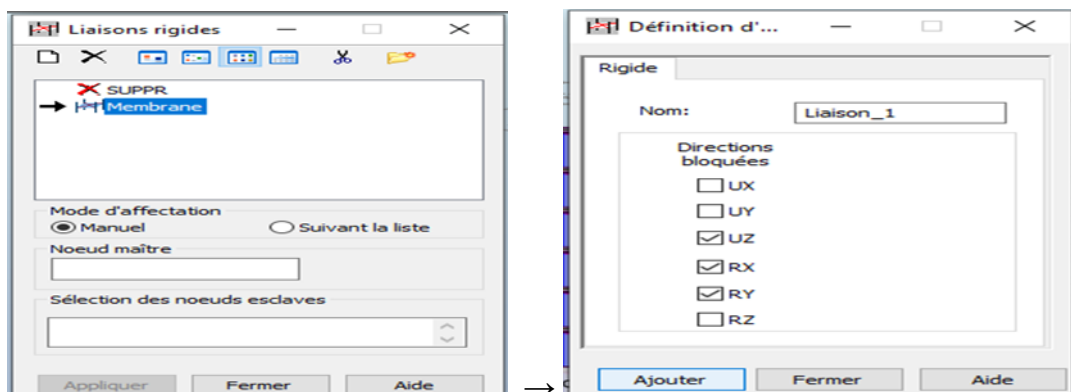 Liaisons rigides
SUPPR
Membrane
Mode d'affectation
Manuel
Suivant la liste
Noeud maître
Sélection des noeuds esclaves
Appliquer
Fermer
Aide
→
Définition d'...
Rigide
Nom:
Liaison_1
Directions
bloquées
UX
UY
UZ
RX
RY
RZ
Ajouter
Fermer
Aide